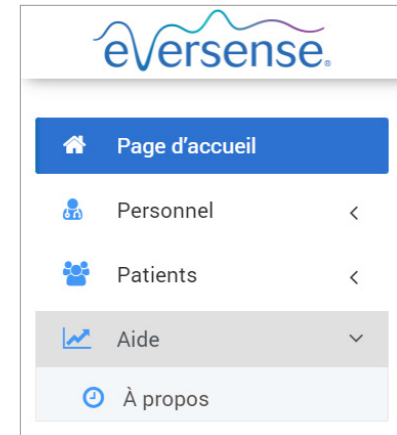 eversense®
Page d'accueil
Personnel
Patients
Aide
À propos